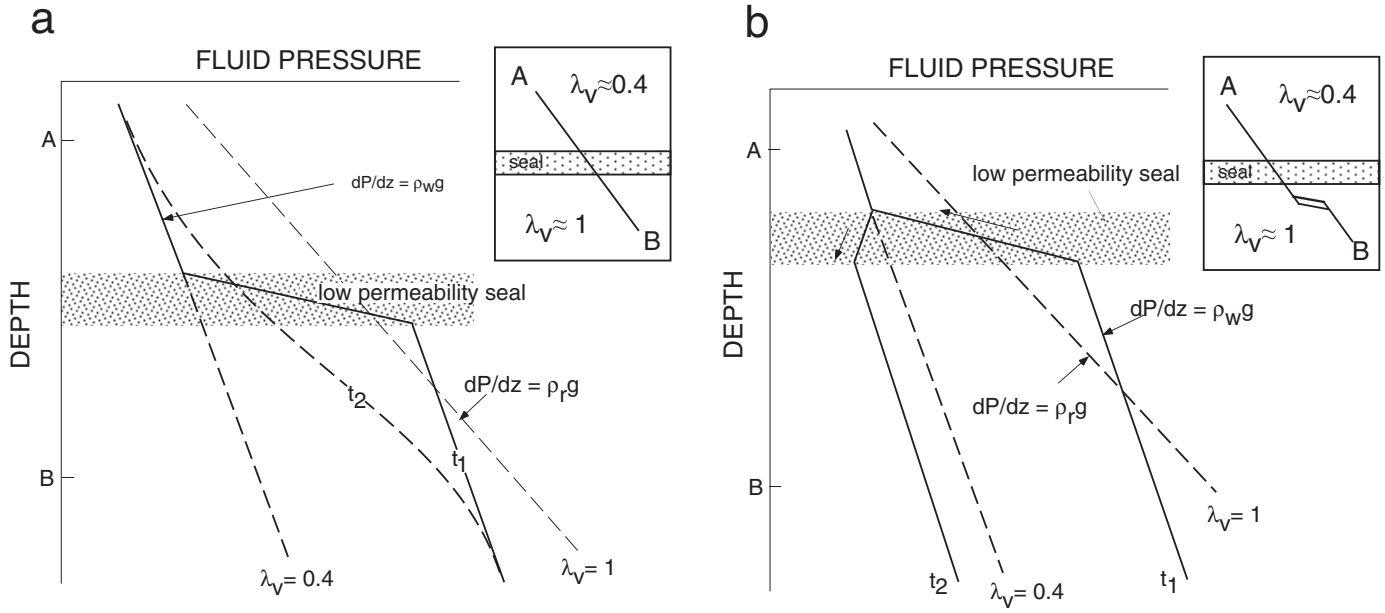 a
FLUID PRESSURE
DEPTH
A
B
dP/dz = ρwg
low permeability seal
dP/dz = ρrg
t2
t1
λv= 0.4
λv= 1
A
λv≈0.4
seal
λv≈ 1
B
b
FLUID PRESSURE
DEPTH
A
B
low permeability seal
dP/dz = ρwg
dP/dz = ρrg
λv= 1
t2
λv= 0.4
t1
A
λv≈0.4
seal
λv≈ 1
B